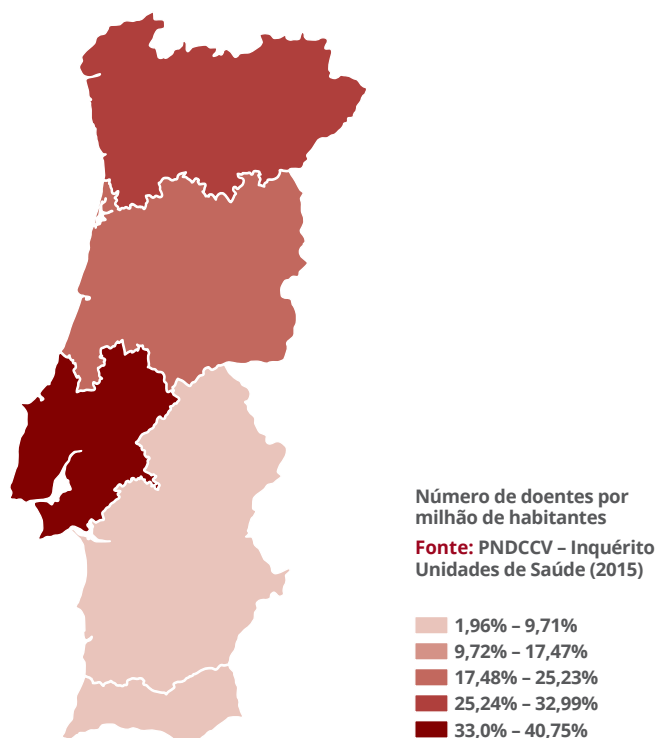 Número de doentes por
milhão de habitantes
Fonte: PNDCCV – Inquérito
Unidades de Saúde (2015)
1,96% – 9,71%
9,72% – 17,47%
17,48% – 25,23%
25,24% – 32,99%
33,0% – 40,75%